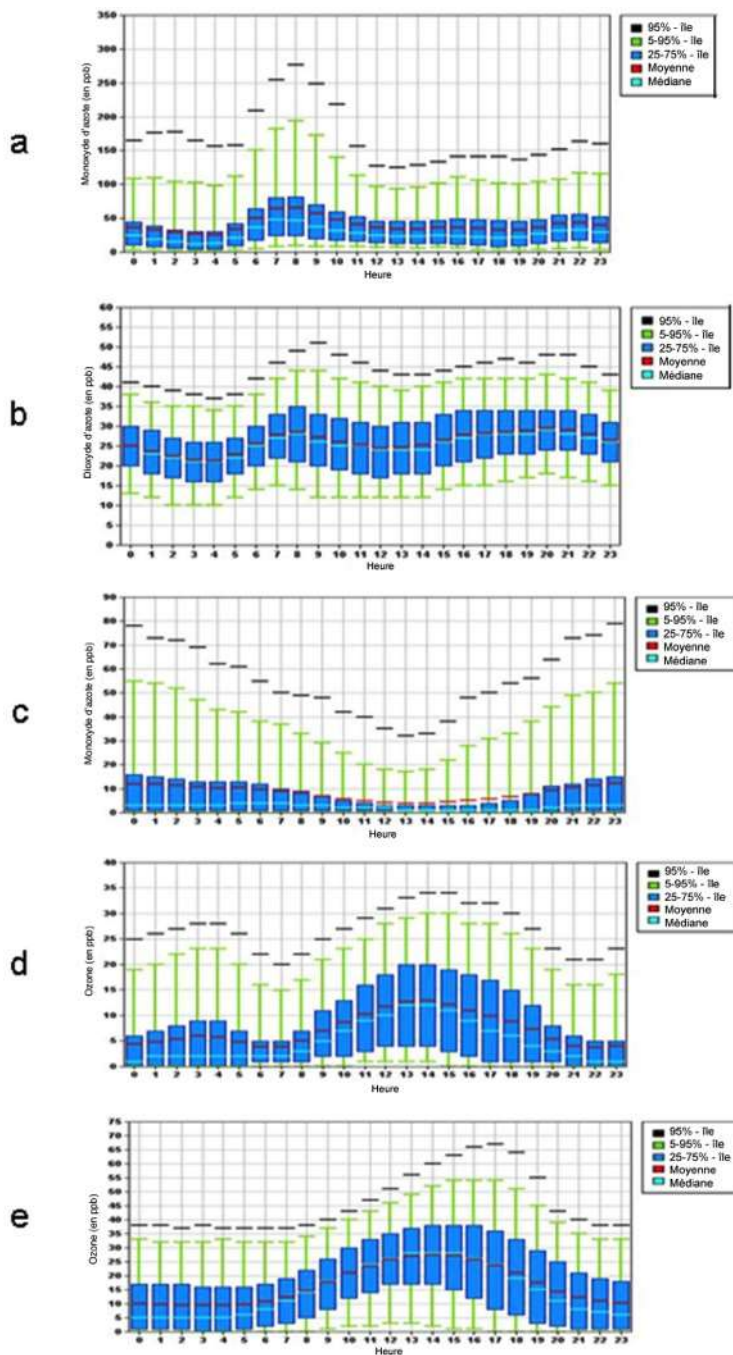 a
Monoxyde d'azote (en ppb)
350
300
250
200
150
100
50
0
0 1 2 3 4 5 6 7 8 9 10 11 12 13 14 15 16 17 18 19 20 21 22 23
Heure
95% - île
5-95% - île
25-75% - île
Moyenne
Médiane
b
Dioxyde d'azote (en ppb)
60
55
50
45
40
35
30
25
20
15
10
5
0
0 1 2 3 4 5 6 7 8 9 10 11 12 13 14 15 16 17 18 19 20 21 22 23
Heure
95% - île
5-95% - île
25-75% - île
Moyenne
Médiane
c
Monoxyde d'azote (en ppb)
90
80
70
60
50
40
30
20
10
0
0 1 2 3 4 5 6 7 8 9 10 11 12 13 14 15 16 17 18 19 20 21 22 23
Heure
95% - île
5-95% - île
25-75% - île
Moyenne
Médiane
d
Ozone (en ppb)
40
35
30
25
20
15
10
5
0
0 1 2 3 4 5 6 7 8 9 10 11 12 13 14 15 16 17 18 19 20 21 22 23
Heure
95% - île
5-95% - île
25-75% - île
Moyenne
Médiane
e
Ozone (en ppb)
75
70
65
60
55
50
45
40
35
30
25
20
15
10
5
0
0 1 2 3 4 5 6 7 8 9 10 11 12 13 14 15 16 17 18 19 20 21 22 23
Heure
95% - île
5-95% - île
25-75% - île
Moyenne
Médiane